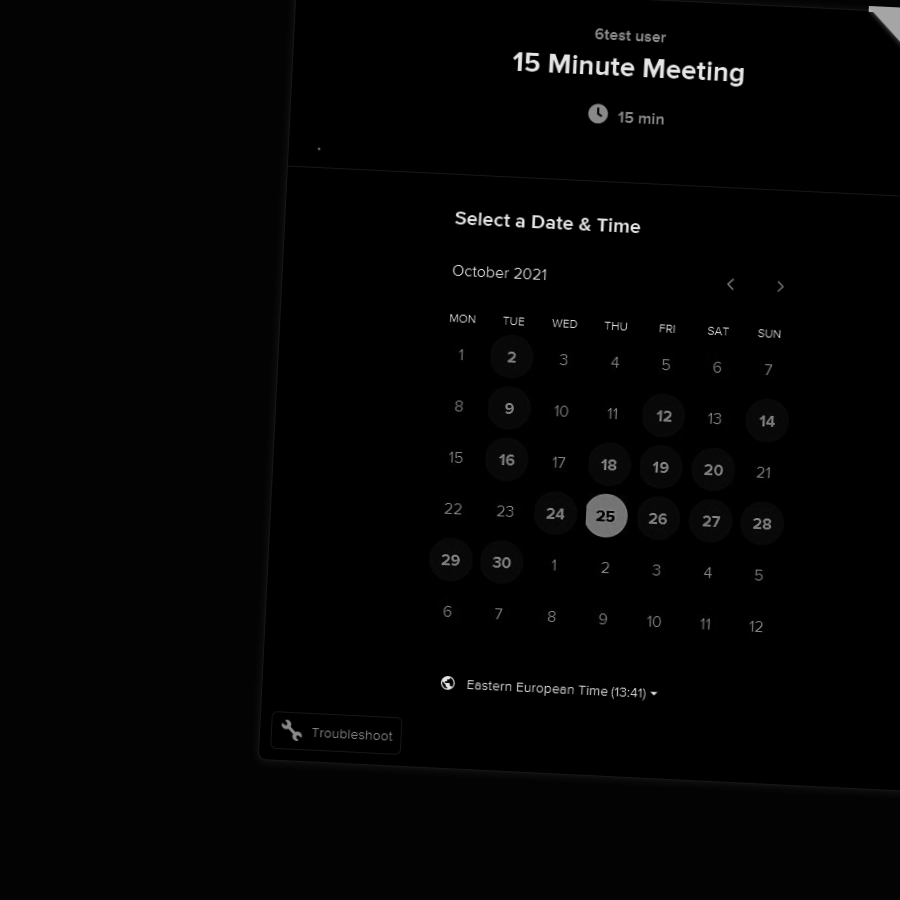 6test user
15 Minute Meeting
15 min
Select a Date & Time
October 2021
MON TUE WED THU FRI SAT SUN
1 2 3 4 5 6 7
8 9 10 11 12 13 14
15 16 17 18 19 20 21
22 23 24 25 26 27 28
29 30 1 2 3 4 5
6 7 8 9 10 11 12
Eastern European Time (13:41)
Troubleshoot